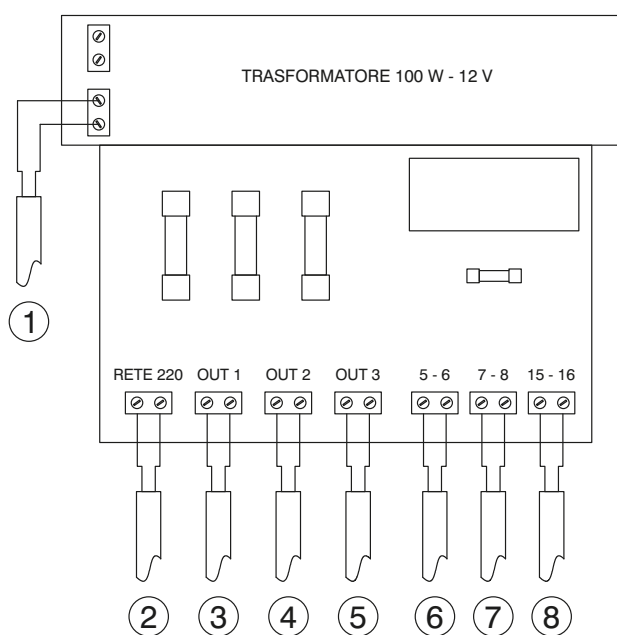 TRASFORMATORE 100 W - 12 V
1
RETE 220 OUT 1 OUT 2 OUT 3 5 - 6 7 - 8 15 - 16
2 3 4 5 6 7 8